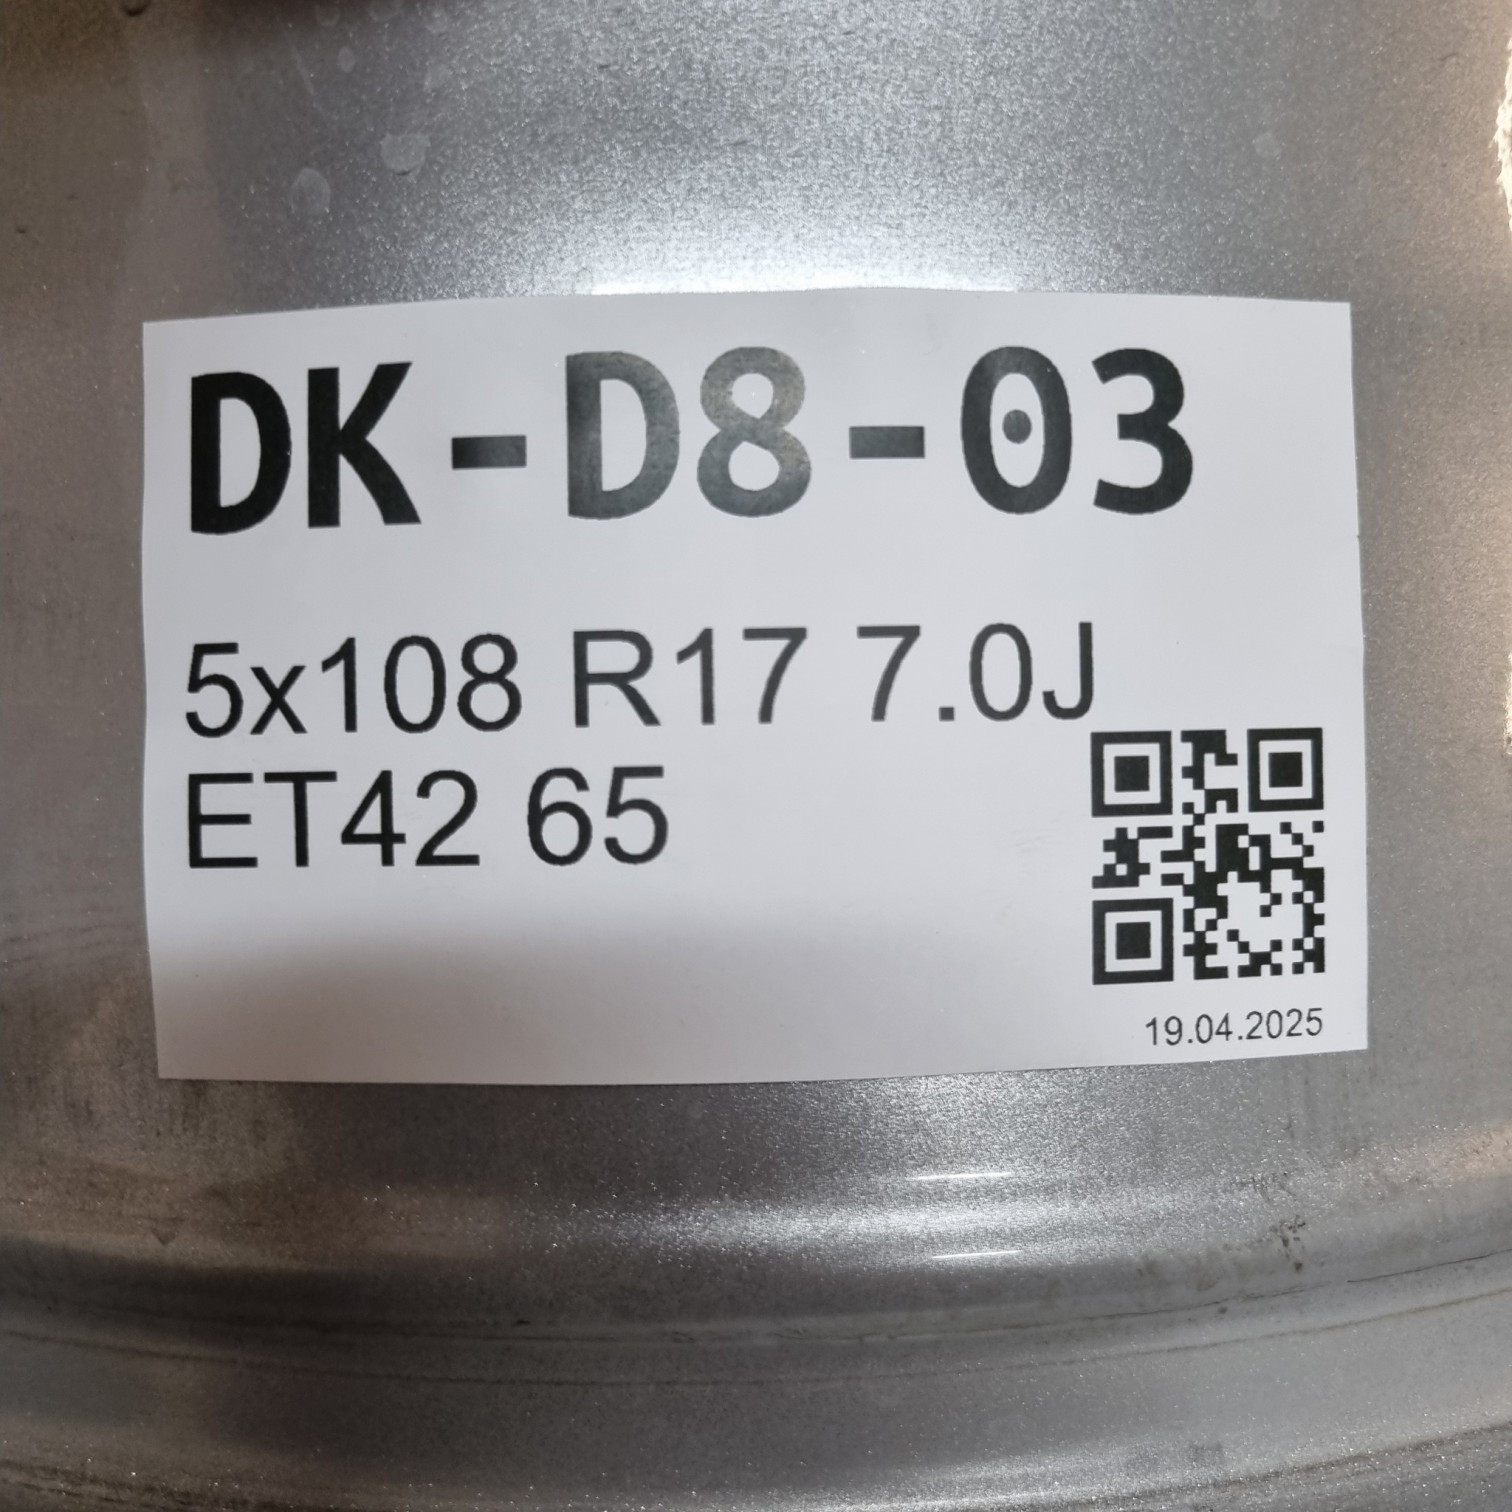 DK-D8-03
5x108 R17 7.0J
ET42 65
19.04.2025